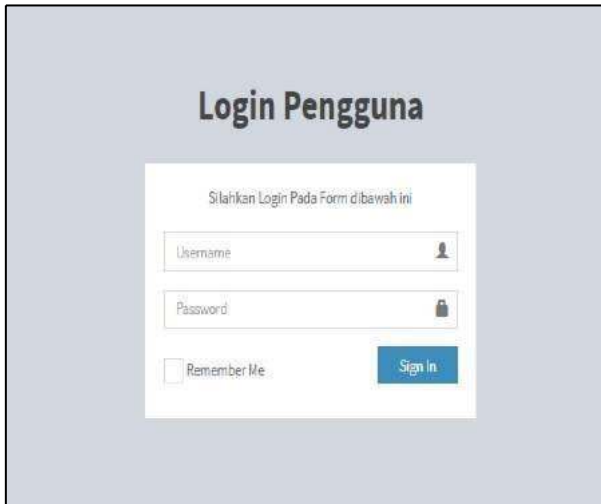 Login Pengguna
Silahkan Login Pada Form dibawah ini
Username
Password
Remember Me
Sign In